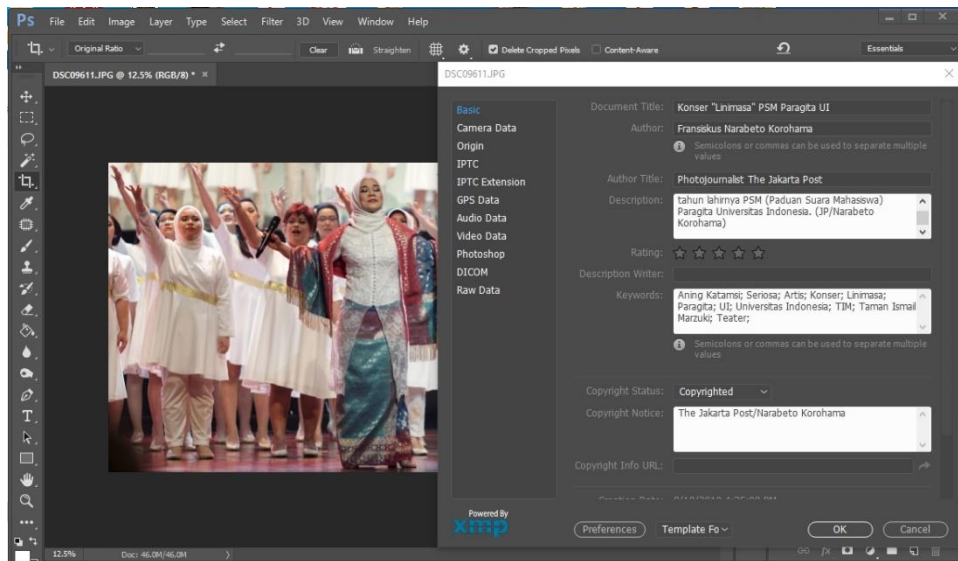 Ps File Edit Image Layer Type Select Filter 3D View Window Help
Original Ratio Clear Straighten Delete Cropped Pixels Content-Aware Essentials
DSC09611.JPG @ 12.5% (RGB/8) * ×
DSC09611.JPG
Basic
Camera Data
Origin
IPTC
IPTC Extension
GPS Data
Audio Data
Video Data
Photoshop
DICOM
Raw Data
Document Title: Konser "Linimasa" PSM Paragita UI
Author: Fransiskus Narabeto Korohama
Semicolons or commas can be used to separate multiple
values
Author Title: Photojournalist The Jakarta Post
Description: tahun lahirnya PSM (Paduan Suara Mahasiswa)
Paragita Universitas Indonesia. (JP/Narabeto
Korohama)
Rating:
Description Writer:
Keywords: Aning Katamsi; Seriosa; Artis; Konser; Linimasa;
Paragita; UI; Universitas Indonesia; TIM; Taman Ismail
Marzuki; Teater;
Semicolons or commas can be used to separate multiple
values
Copyright Status: Copyrighted
Copyright Notice: The Jakarta Post/Narabeto Korohama
Copyright Info URL:
Powered By
xmp
Preferences Template Fo OK Cancel
12.5% Doc: 46.0M/46.0M
fx